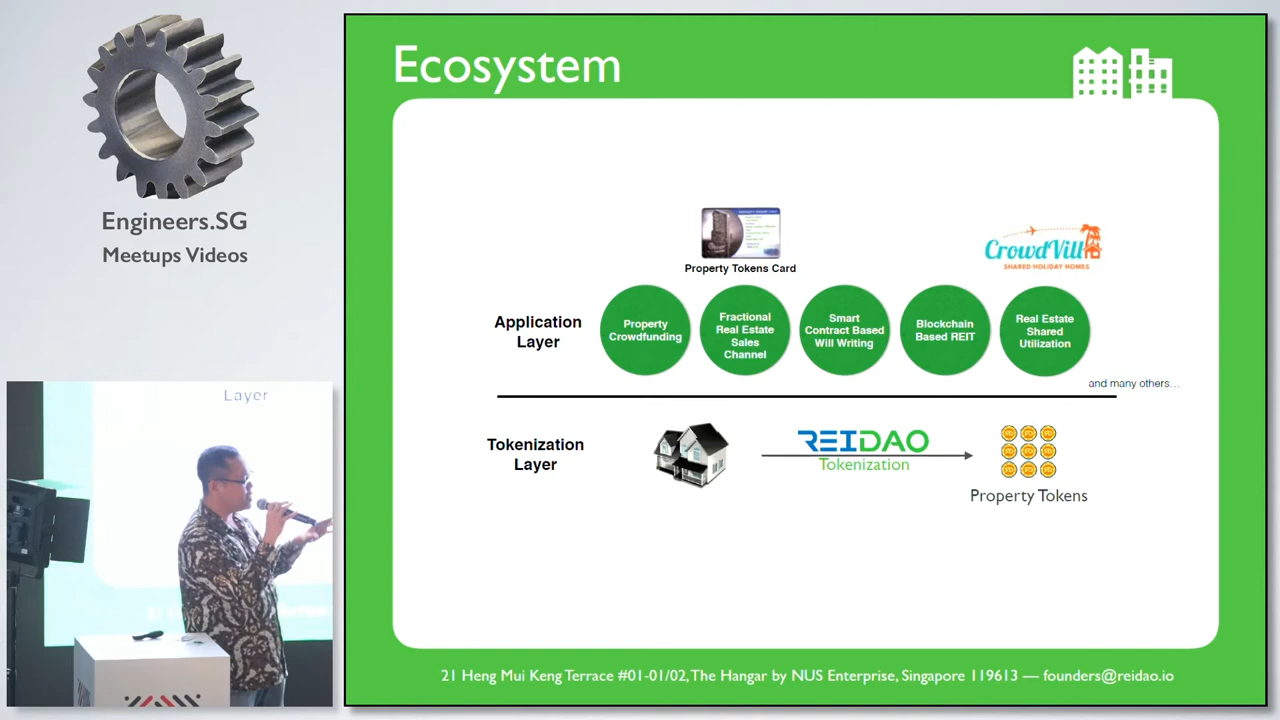 Engineers.SG
Meetups Videos
Layer
Ecosystem
Property Tokens Card
CrowdVill
SHARED HOLIDAY HOMES
Application
Layer
Property
Crowdfunding
Fractional
Real Estate
Sales
Channel
Smart
Contract Based
Will Writing
Blockchain
Based REIT
Real Estate
Shared
Utilization
and many others…
Tokenization
Layer
REIDAO
Tokenization
Property Tokens
21 Heng Mui Keng Terrace #01-01/02, The Hangar by NUS Enterprise, Singapore 119613 — founders@reidao.io